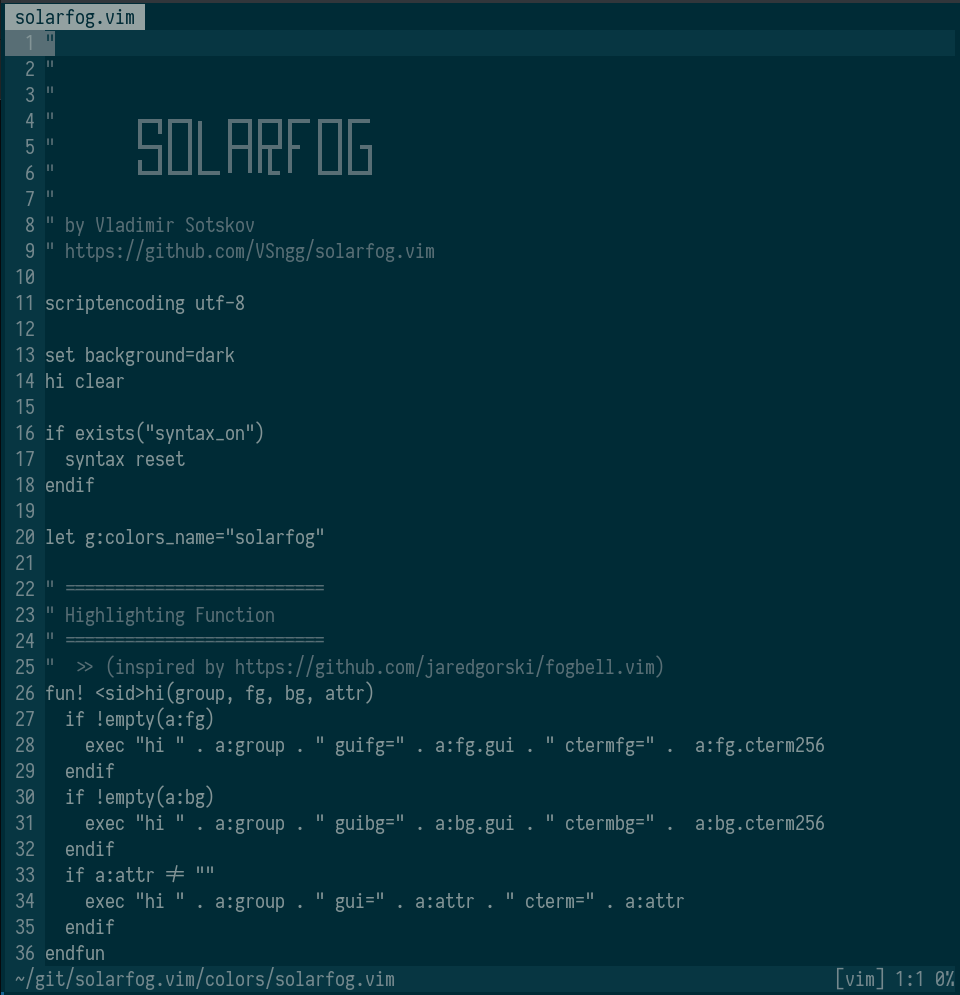 solarfog.vim
1 "
2 "
3 "
4 "
5 " SOLARFOG
6 "
7 "
8 " by Vladimir Sotskov
9 " https://github.com/VSngg/solarfog.vim
10
11 scriptencoding utf-8
12
13 set background=dark
14 hi clear
15
16 if exists("syntax_on")
17   syntax reset
18 endif
19
20 let g:colors_name="solarfog"
21
22 " ==========================
23 " Highlighting Function
24 " ==========================
25 "  >> (inspired by https://github.com/jaredgorski/fogbell.vim)
26 fun! <sid>hi(group, fg, bg, attr)
27   if !empty(a:fg)
28     exec "hi " . a:group . " guifg=" . a:fg.gui . " ctermfg=" .  a:fg.cterm256
29   endif
30   if !empty(a:bg)
31     exec "hi " . a:group . " guibg=" . a:bg.gui . " ctermbg=" .  a:bg.cterm256
32   endif
33   if a:attr != ""
34     exec "hi " . a:group . " gui=" . a:attr . " cterm=" . a:attr
35   endif
36 endfun
~/git/solarfog.vim/colors/solarfog.vim [vim] 1:1 0%